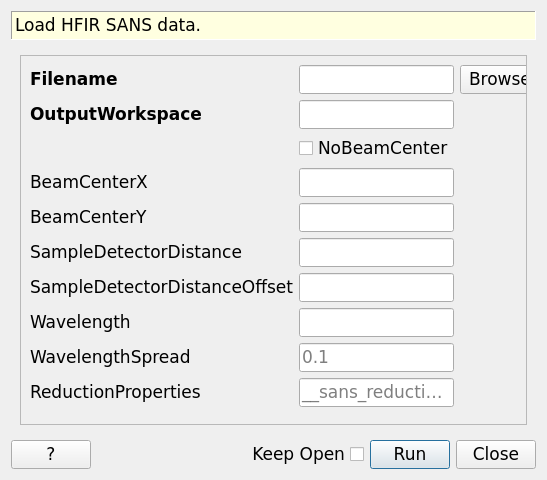 Load HFIR SANS data.
Filename Browse
OutputWorkspace
NoBeamCenter
BeamCenterX
BeamCenterY
SampleDetectorDistance
SampleDetectorDistanceOffset
Wavelength
WavelengthSpread 0.1
ReductionProperties __sans_reducti...
? Keep Open Run Close